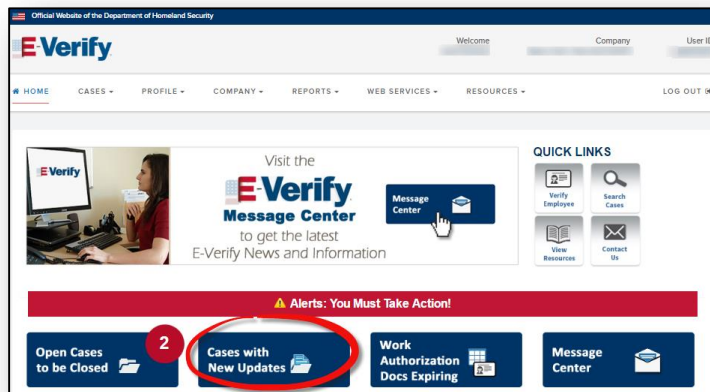 Official Website of the Department of Homeland Security
E-Verify
Welcome
Company
User ID
HOME CASES PROFILE COMPANY REPORTS WEB SERVICES RESOURCES LOG OUT
E-Verify
Visit the
E-Verify
Message Center
to get the latest
E-Verify News and Information
Message
Center
QUICK LINKS
Verify
Employee
Search
Cases
View
Resources
Contact
Us
Alerts: You Must Take Action!
Open Cases
to be Closed
2
Cases with
New Updates
Work
Authorization
Docs Expiring
Message
Center